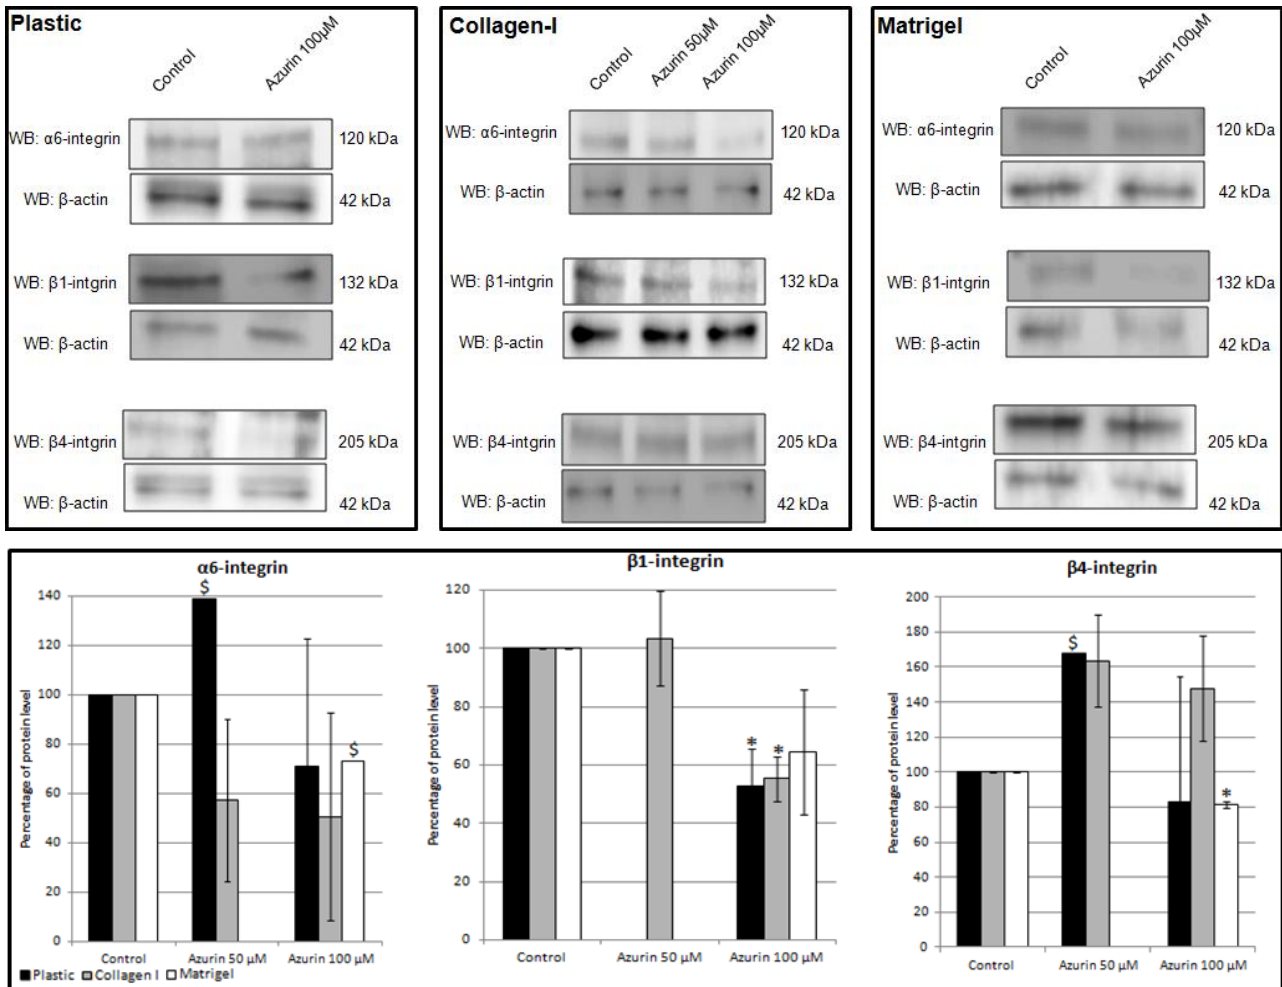 Plastic
Control
Azurin 100µM
WB: α6-integrin
120 kDa
WB: β-actin
42 kDa
WB: β1-intgrin
132 kDa
WB: β-actin
42 kDa
WB: β4-intgrin
205 kDa
WB: β-actin
42 kDa
Collagen-I
Control
Azurin 50µM
Azurin 100µM
WB: α6-integrin
120 kDa
WB: β-actin
42 kDa
WB: β1-intgrin
132 kDa
WB: β-actin
42 kDa
WB: β4-intgrin
205 kDa
WB: β-actin
42 kDa
Matrigel
Control
Azurin 100µM
WB: α6-integrin
120 kDa
WB: β-actin
42 kDa
WB: β1-intgrin
132 kDa
WB: β-actin
42 kDa
WB: β4-intgrin
205 kDa
WB: β-actin
42 kDa
α6-integrin
Percentage of protein level
140
120
100
80
60
40
20
0
$
$
Control
Azurin 50 µM
Azurin 100 µM
Plastic
Collagen I
Matrigel
β1-integrin
Percentage of protein level
120
100
80
60
40
20
0
*
*
Control
Azurin 50 µM
Azurin 100 µM
β4-integrin
Percentage of protein level
200
180
160
140
120
100
80
60
40
20
0
$
*
Control
Azurin 50 µM
Azurin 100 µM